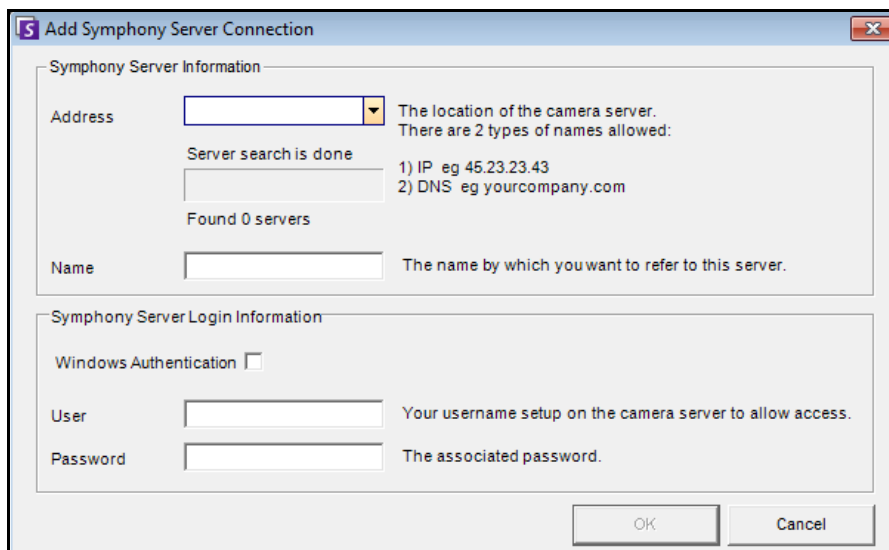 Add Symphony Server Connection
Symphony Server Information
Address
The location of the camera server.
There are 2 types of names allowed:
Server search is done
1) IP eg 45.23.23.43
2) DNS eg yourcompany.com
Found 0 servers
Name
The name by which you want to refer to this server.
Symphony Server Login Information
Windows Authentication
User
Your username setup on the camera server to allow access.
Password
The associated password.
OK
Cancel